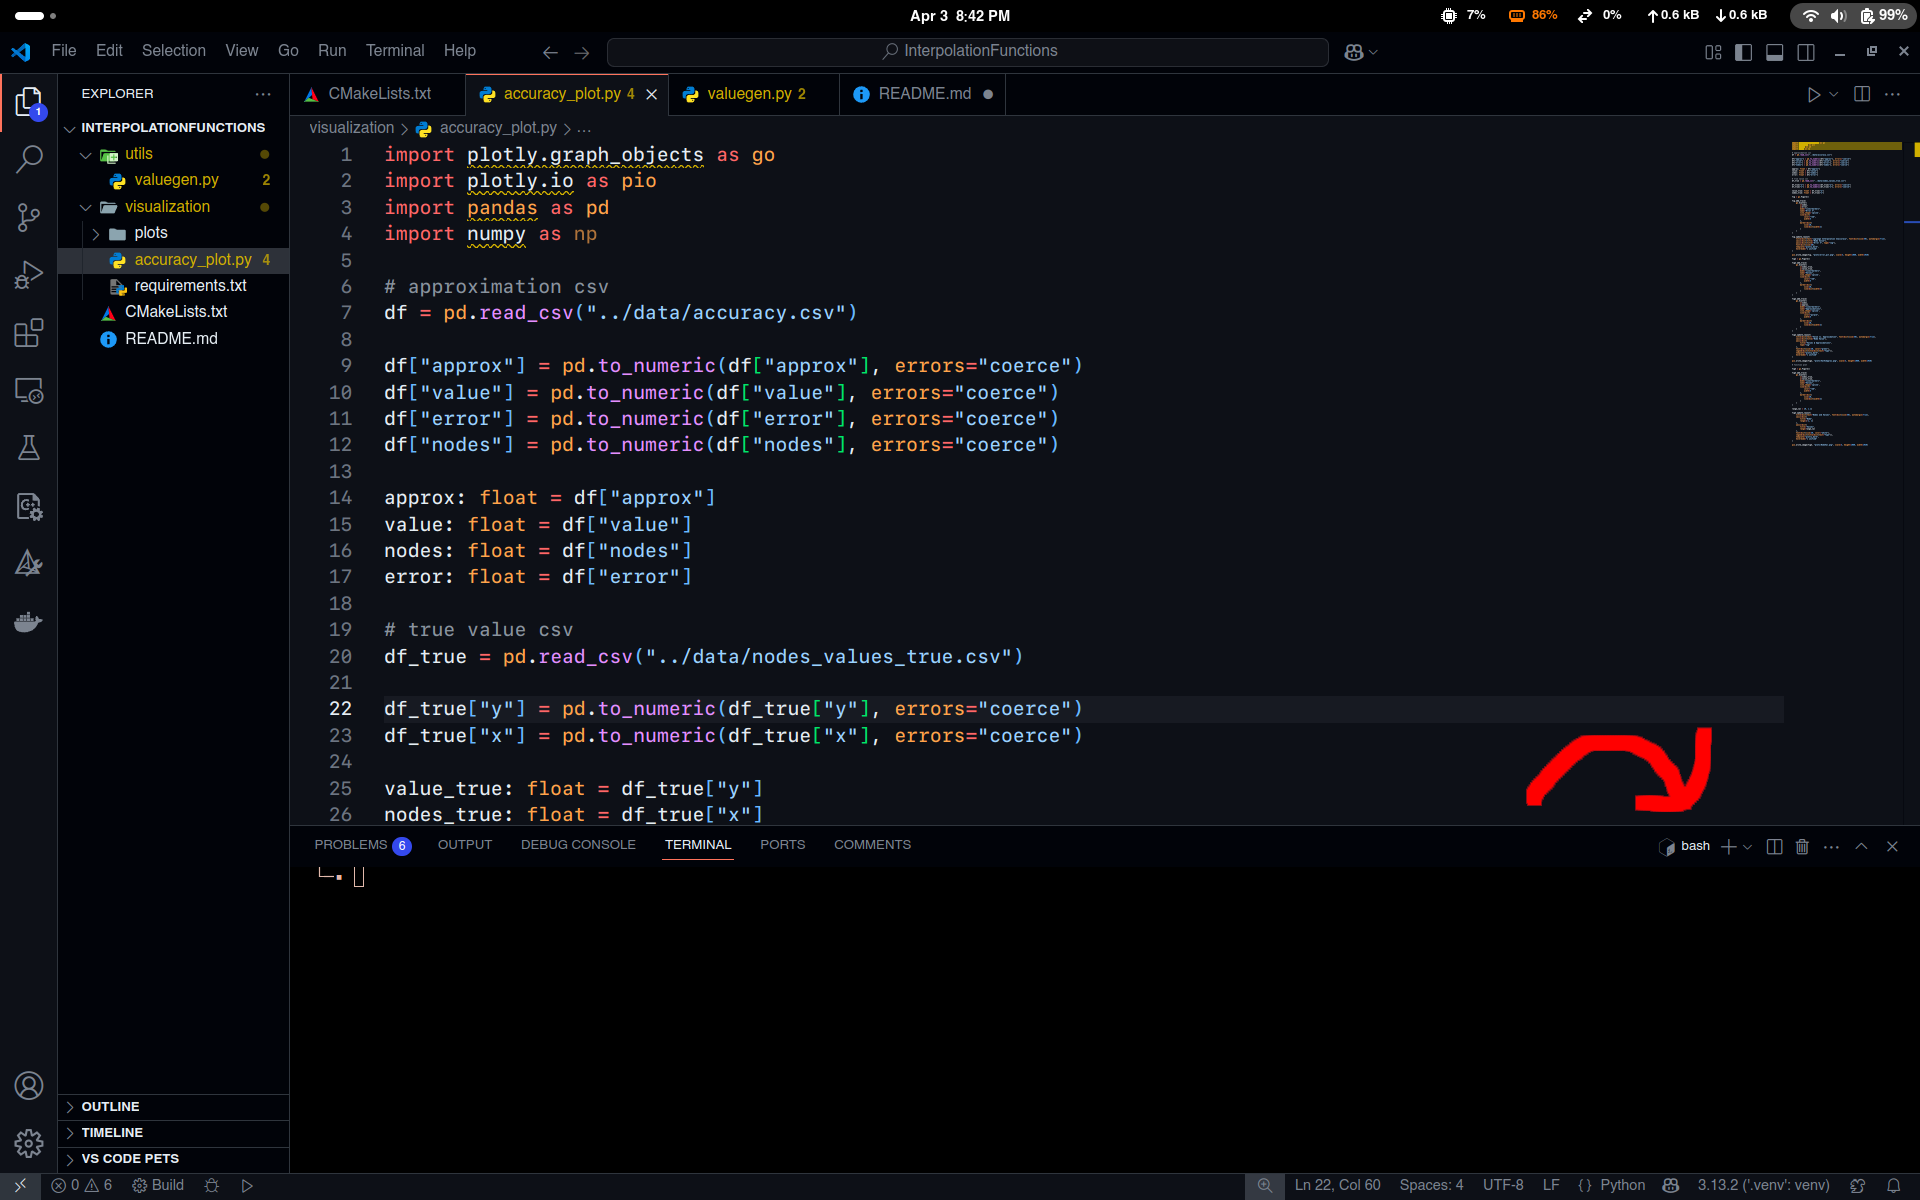 Apr 3  8:42 PM
7%
86%
0%
0.6 kB
0.6 kB
99%
File Edit Selection View Go Run Terminal Help
InterpolationFunctions
EXPLORER
INTERPOLATIONFUNCTIONS
utils
valuegen.py 2
visualization
plots
accuracy_plot.py 4
requirements.txt
CMakeLists.txt
README.md
OUTLINE
TIMELINE
VS CODE PETS
1
CMakeLists.txt
accuracy_plot.py 4
valuegen.py 2
README.md
visualization > accuracy_plot.py > ...
1 import plotly.graph_objects as go
2 import plotly.io as pio
3 import pandas as pd
4 import numpy as np
5
6 # approximation csv
7 df = pd.read_csv("../data/accuracy.csv")
8
9 df["approx"] = pd.to_numeric(df["approx"], errors="coerce")
10 df["value"] = pd.to_numeric(df["value"], errors="coerce")
11 df["error"] = pd.to_numeric(df["error"], errors="coerce")
12 df["nodes"] = pd.to_numeric(df["nodes"], errors="coerce")
13
14 approx: float = df["approx"]
15 value: float = df["value"]
16 nodes: float = df["nodes"]
17 error: float = df["error"]
18
19 # true value csv
20 df_true = pd.read_csv("../data/nodes_values_true.csv")
21
22 df_true["y"] = pd.to_numeric(df_true["y"], errors="coerce")
23 df_true["x"] = pd.to_numeric(df_true["x"], errors="coerce")
24
25 value_true: float = df_true["y"]
26 nodes_true: float = df_true["x"]
PROBLEMS 6 OUTPUT DEBUG CONSOLE TERMINAL PORTS COMMENTS
bash
0 6 Build
Ln 22, Col 60 Spaces: 4 UTF-8 LF { } Python 3.13.2 ('.venv': venv)